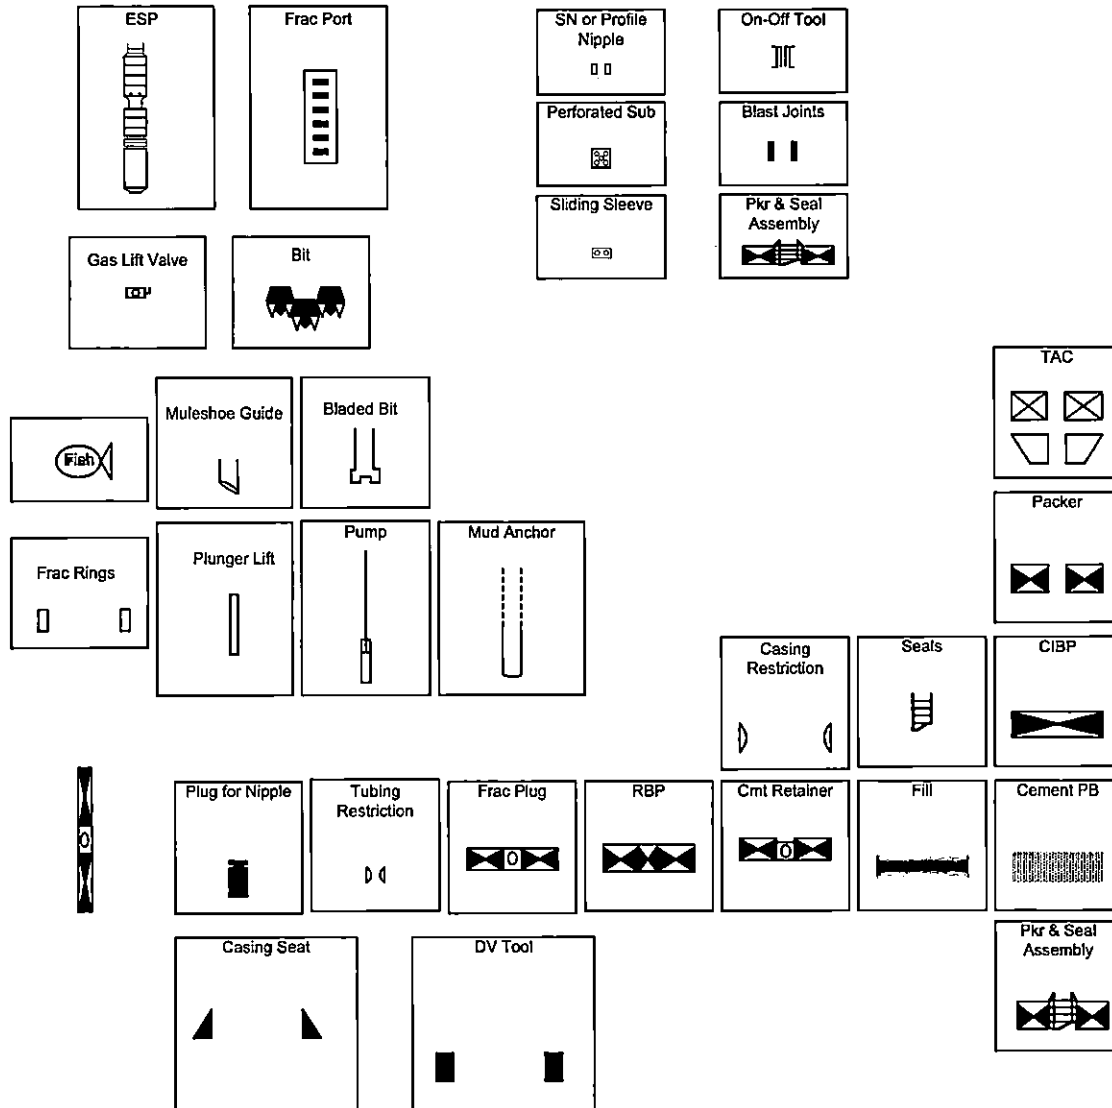 ESP
Frac Port
SN or Profile
Nipple
On-Off Tool
Perforated Sub
Blast Joints
Sliding Sleeve
Pkr & Seal
Assembly
Gas Lift Valve
Bit
TAC
Fish
Muleshoe Guide
Bladed Bit
Packer
Frac Rings
Plunger Lift
Pump
Mud Anchor
Casing
Restriction
Seals
CIBP
Plug for Nipple
Tubing
Restriction
Frac Plug
RBP
Cmt Retainer
Fill
Cement PB
Casing Seat
DV Tool
Pkr & Seal
Assembly